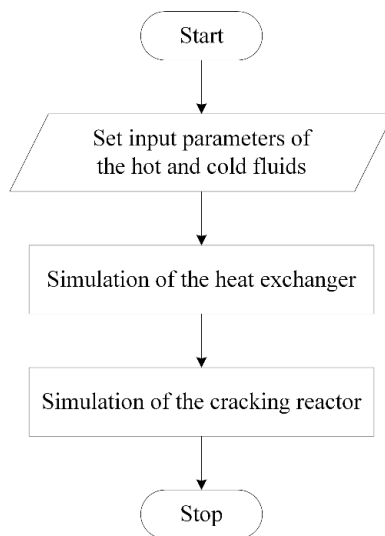 Start
Set input parameters of
the hot and cold fluids
Simulation of the heat exchanger
Simulation of the cracking reactor
Stop